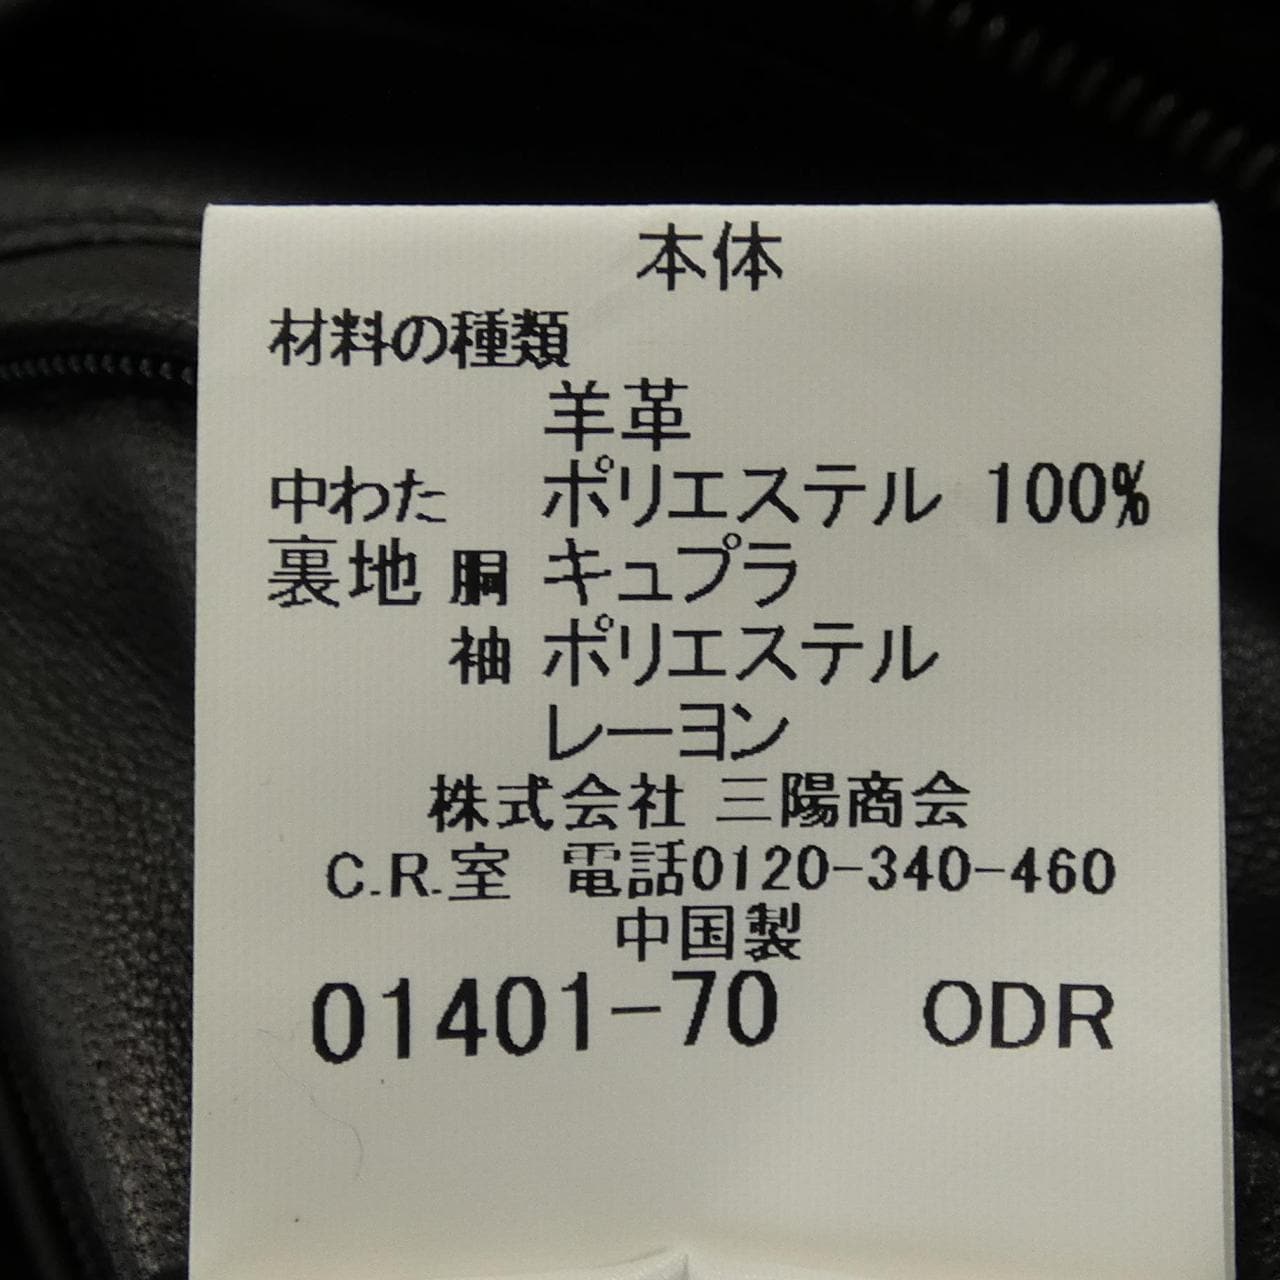 本体
材料の種類
羊革
中わた ポリエステル 100%
裏地 胴 キュプラ
袖 ポリエステル
レーヨン
株式会社 三陽商会
C.R.室 電話0120-340-460
中国製
01401-70 ODR